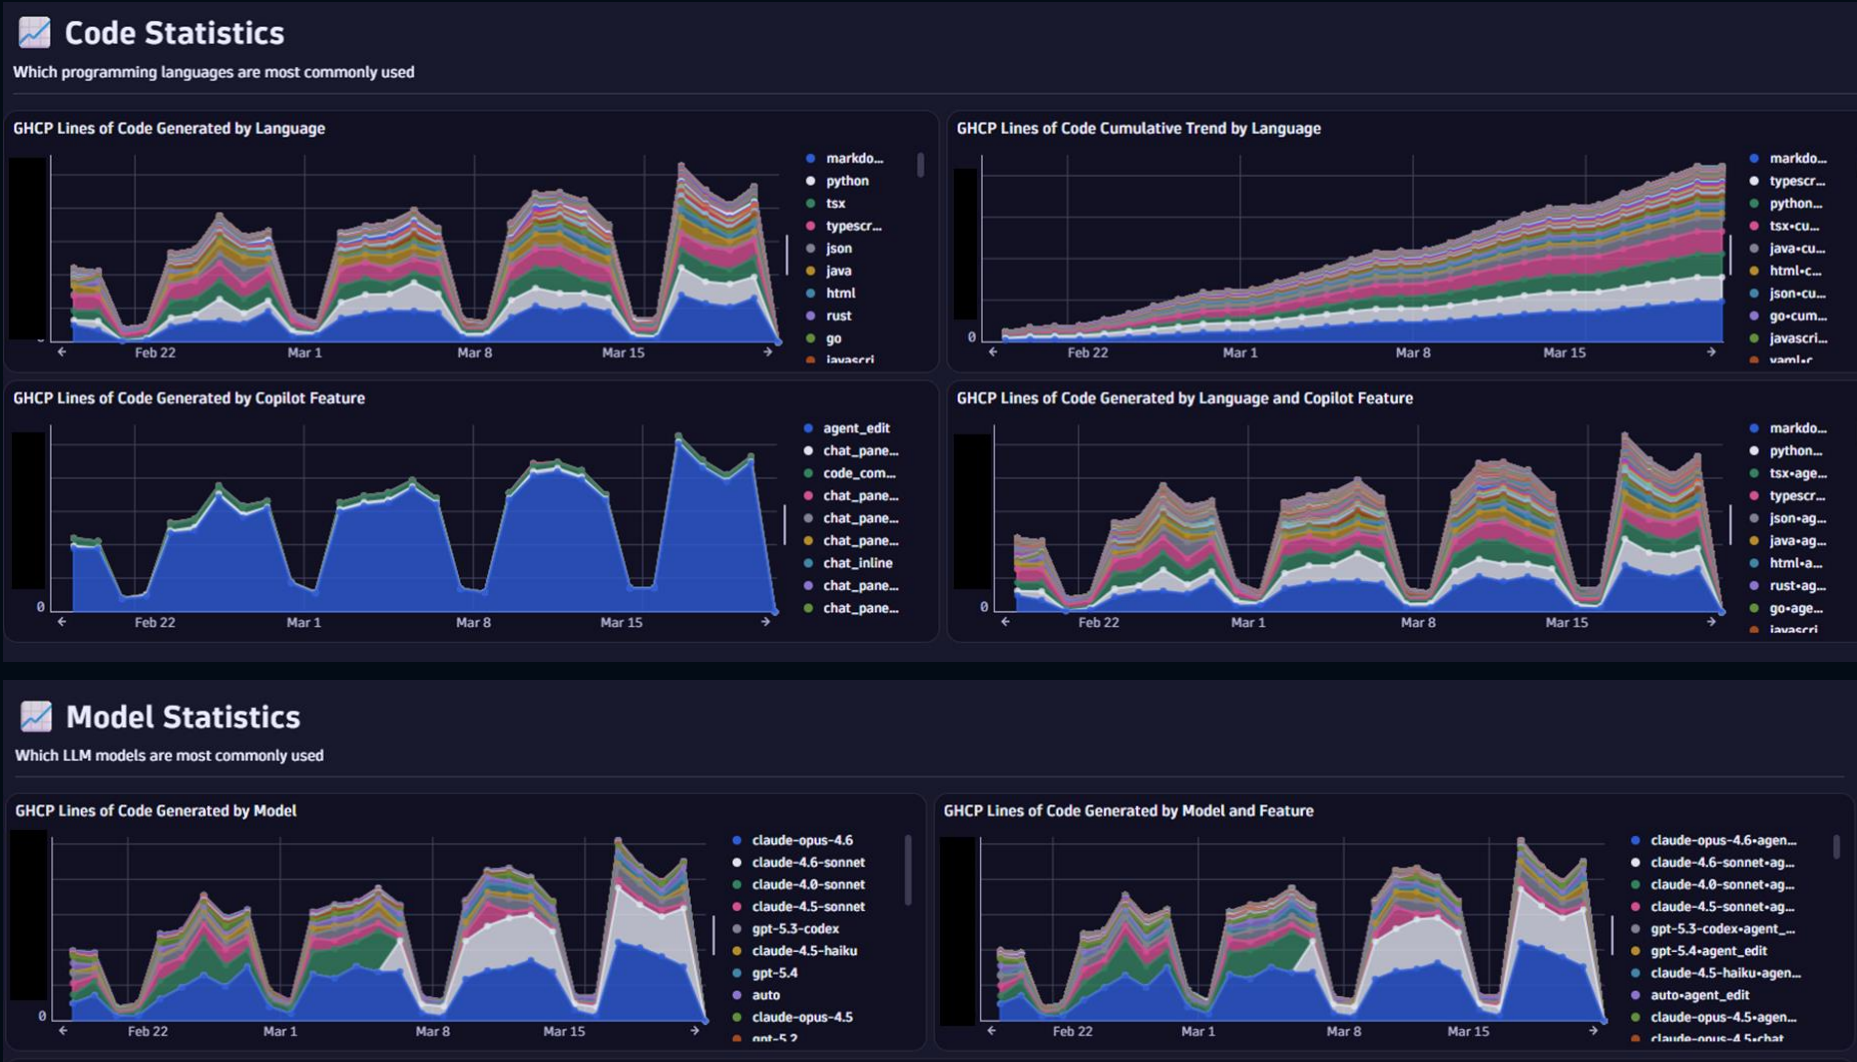 Code Statistics
Which programming languages are most commonly used
GHCP Lines of Code Generated by Language
markdo...
python
tsx
typescr...
json
java
html
rust
go
javascri
Feb 22
Mar 1
Mar 8
Mar 15
GHCP Lines of Code Cumulative Trend by Language
markdo...
typescr...
python...
tsx•cu...
java•cu...
html•c...
json•cu...
go•cum...
javascri...
yaml•c
0
Feb 22
Mar 1
Mar 8
Mar 15
GHCP Lines of Code Generated by Copilot Feature
agent_edit
chat_pane...
code_com...
chat_pane...
chat_pane...
chat_pane...
chat_inline
chat_pane...
chat_pane...
0
Feb 22
Mar 1
Mar 8
Mar 15
GHCP Lines of Code Generated by Language and Copilot Feature
markdo...
python...
tsx•age...
typescr...
json•ag...
java•ag...
html•a...
rust•ag...
go•age...
javascri
0
Feb 22
Mar 1
Mar 8
Mar 15
Model Statistics
Which LLM models are most commonly used
GHCP Lines of Code Generated by Model
claude-opus-4.6
claude-4.6-sonnet
claude-4.0-sonnet
claude-4.5-sonnet
gpt-5.3-codex
claude-4.5-haiku
gpt-5.4
auto
claude-opus-4.5
gpt-5.2
0
Feb 22
Mar 1
Mar 8
Mar 15
GHCP Lines of Code Generated by Model and Feature
claude-opus-4.6•agen...
claude-4.6-sonnet•ag...
claude-4.0-sonnet•ag...
claude-4.5-sonnet•ag...
gpt-5.3-codex•agent_...
gpt-5.4•agent_edit
claude-4.5-haiku•agen...
auto•agent_edit
claude-opus-4.5•agen...
claude-opus-4.5•chat
Feb 22
Mar 1
Mar 8
Mar 15